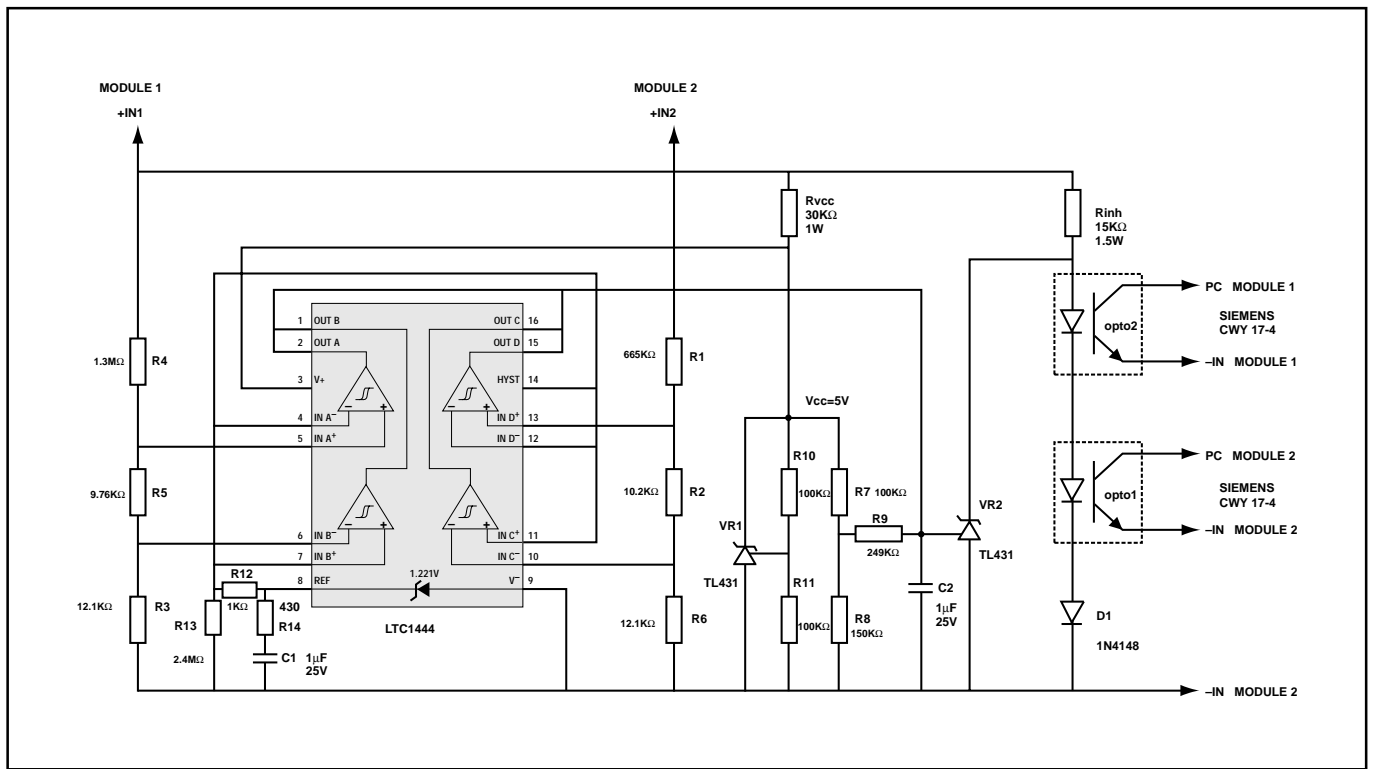 MODULE 1
+IN1
MODULE 2
+IN2
Rvcc
30KΩ
1W
Rinh
15KΩ
1.5W
PC MODULE 1
SIEMENS
CWY 17-4
opto2
–IN MODULE 1
1 OUT B
OUT C 16
2 OUT A
OUT D 15
3 V+
HYST 14
4 IN A–
IN D+ 13
5 IN A+
IN D– 12
6 IN B–
IN C+ 11
7 IN B+
IN C– 10
8 REF
1.221V
V– 9
– +
– +
– +
– +
LTC1444
1.3MΩ R4
9.76KΩ R5
12.1KΩ R3
R12
1KΩ
430
R14
R13
2.4MΩ
C1 1µF
25V
665KΩ R1
10.2KΩ R2
12.1KΩ R6
Vcc=5V
R10
100KΩ
R7 100KΩ
R9
249KΩ
VR1
TL431
R11
100KΩ
R8
150KΩ
C2
1µF
25V
VR2
TL431
PC MODULE 2
SIEMENS
CWY 17-4
opto1
–IN MODULE 2
D1
1N4148
–IN MODULE 2